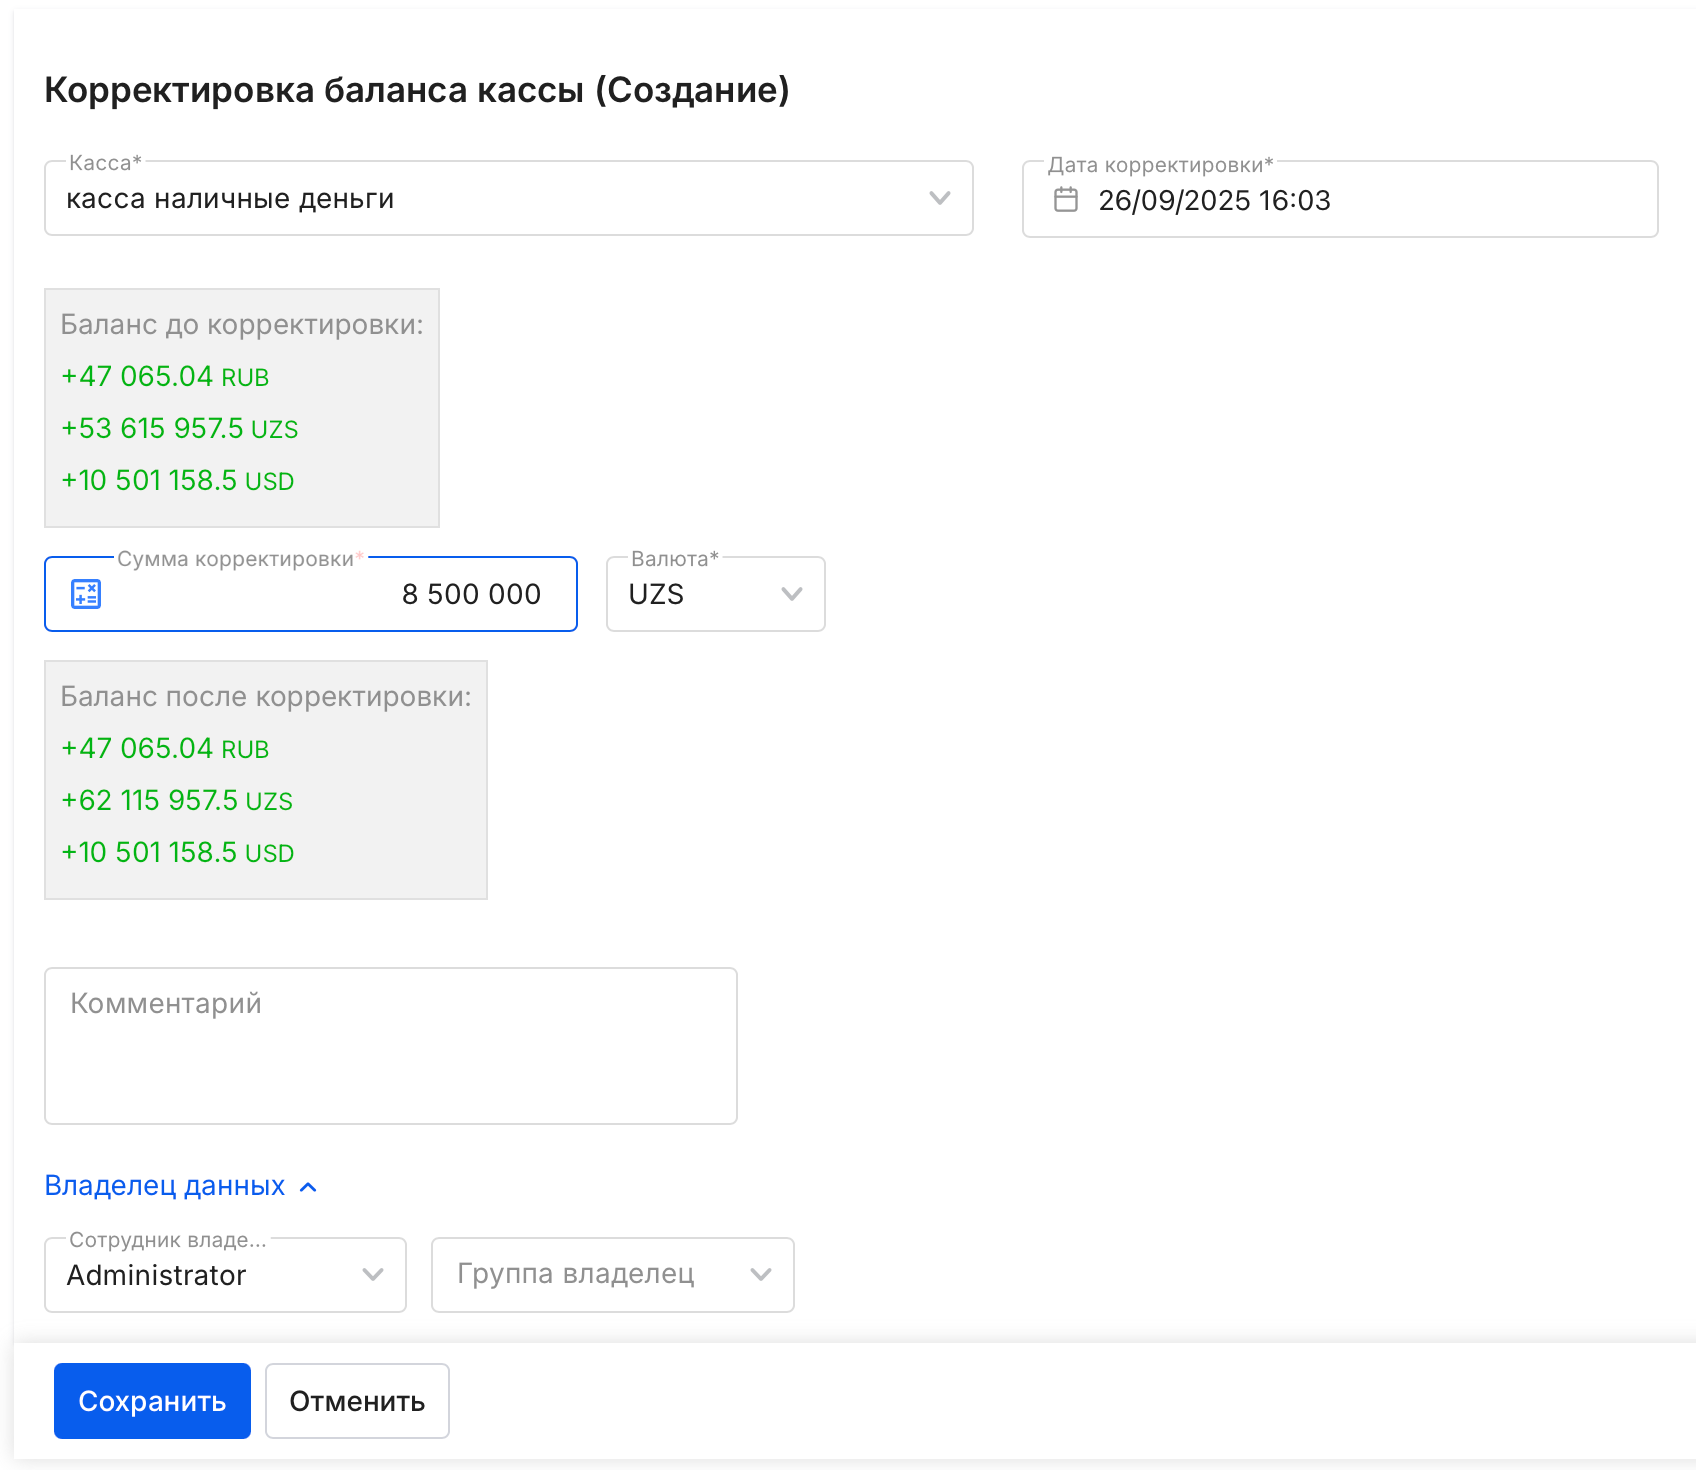 Корректировка баланса кассы (Создание)
Касса*
касса наличные деньги
Дата корректировки*
26/09/2025 16:03
Баланс до корректировки:
+47 065.04 RUB
+53 615 957.5 UZS
+10 501 158.5 USD
Сумма корректировки*
8 500 000
Валюта*
UZS
Баланс после корректировки:
+47 065.04 RUB
+62 115 957.5 UZS
+10 501 158.5 USD
Комментарий
Владелец данных
Сотрудник владе...
Administrator
Группа владелец
Сохранить
Отменить